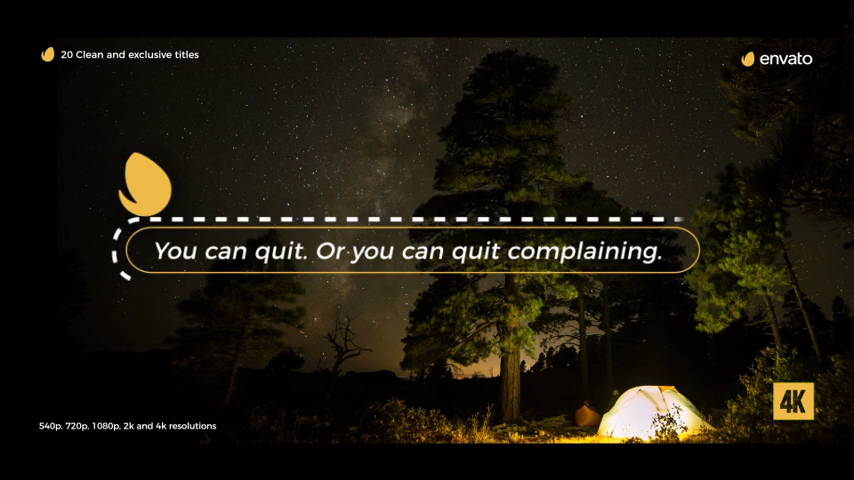 20 Clean and exclusive titles
envato
You can quit. Or you can quit complaining.
4K
540p, 720p, 1080p, 2k and 4k resolutions